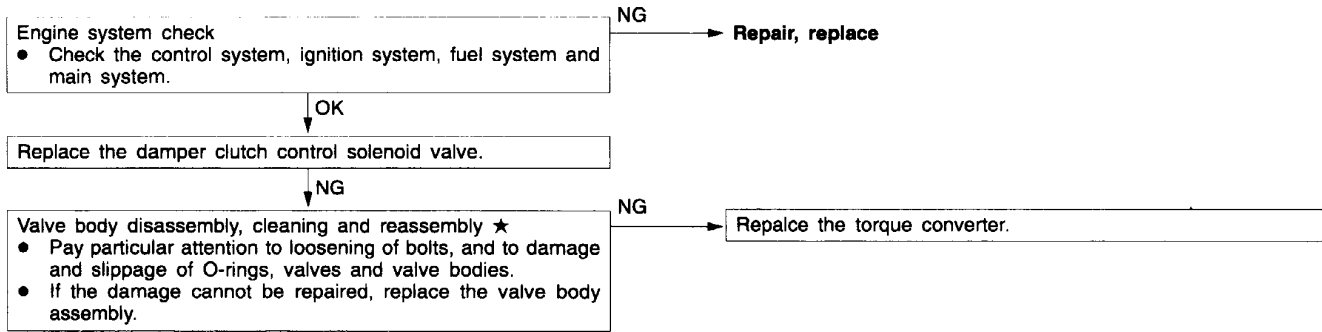 Engine system check
● Check the control system, ignition system, fuel system and
main system.
NG
Repair, replace
OK
Replace the damper clutch control solenoid valve.
NG
Valve body disassembly, cleaning and reassembly ★
● Pay particular attention to loosening of bolts, and to damage
and slippage of O-rings, valves and valve bodies.
● If the damage cannot be repaired, replace the valve body
assembly.
NG
Repalce the torque converter.